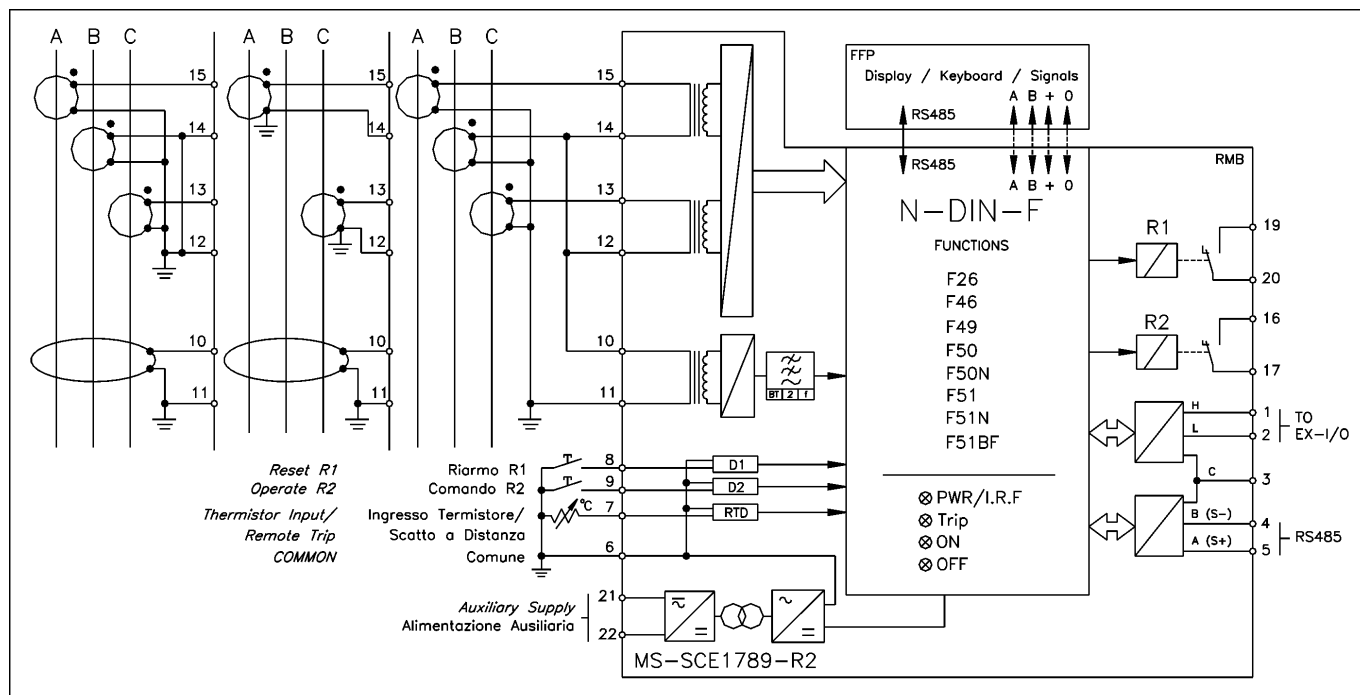 A B C
15
14
13
12
10
11
A B C
15
14
13
12
10
11
A B C
15
14
13
12
10
11
FFP
Display / Keyboard / Signals
A B + 0
RS485
RS485
A B + 0
RMB
N-DIN-F
FUNCTIONS
F26
F46
F49
F50
F50N
F51
F51N
F51BF
⊗ PWR/I.R.F
⊗ Trip
⊗ ON
⊗ OFF
BT 2 f
R1
19
20
R2
16
17
H
L
1
2
TO
EX-I/O
C
3
B (S-)
4
A (S+)
5
RS485
Reset R1
Riarmo R1
8
D1
Operate R2
Comando R2
9
D2
Thermistor Input/
Remote Trip
Ingresso Termistore/
Scatto a Distanza
°C
7
RTD
COMMON
Comune
6
Auxiliary Supply
Alimentazione Ausiliaria
21
22
MS-SCE1789-R2